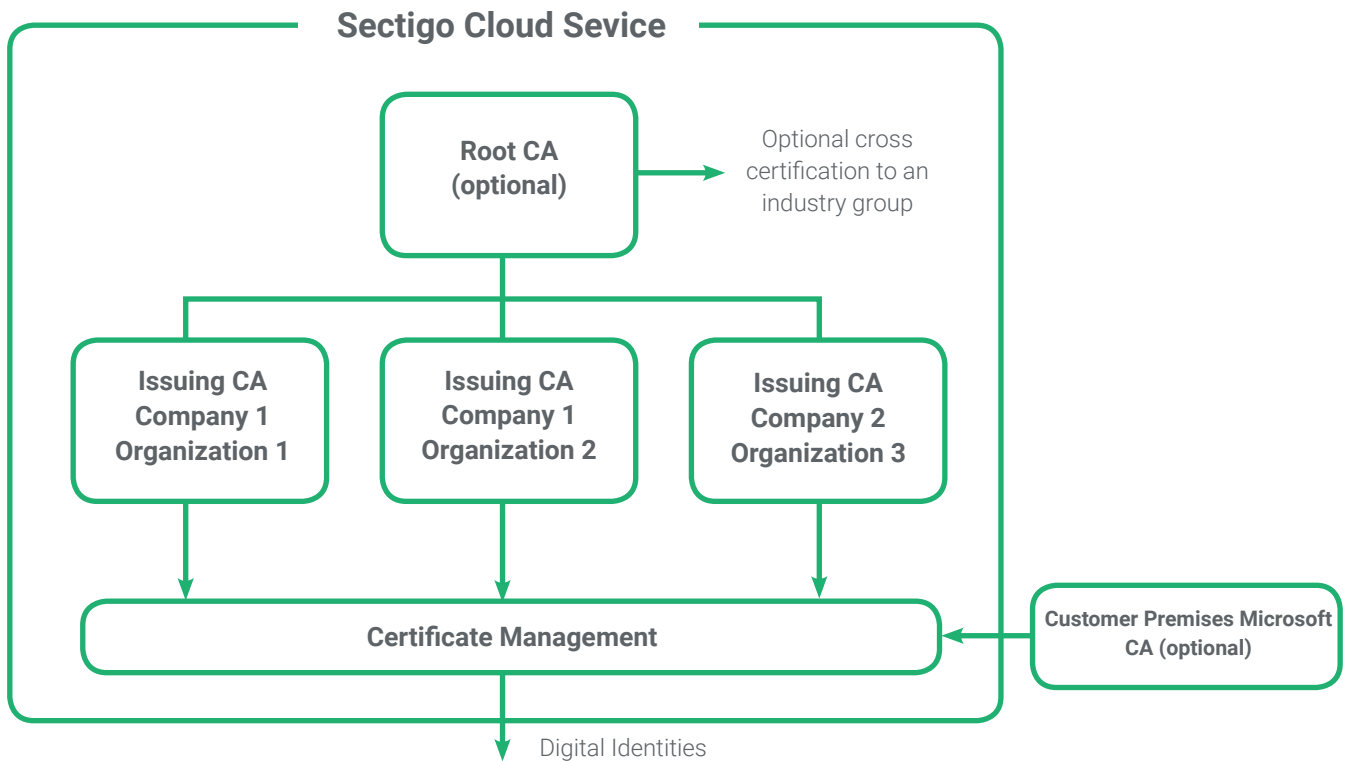 Sectigo Cloud Sevice
Root CA
(optional)
Optional cross
certification to an
industry group
Issuing CA
Company 1
Organization 1
Issuing CA
Company 1
Organization 2
Issuing CA
Company 2
Organization 3
Certificate Management
Customer Premises Microsoft
CA (optional)
Digital Identities